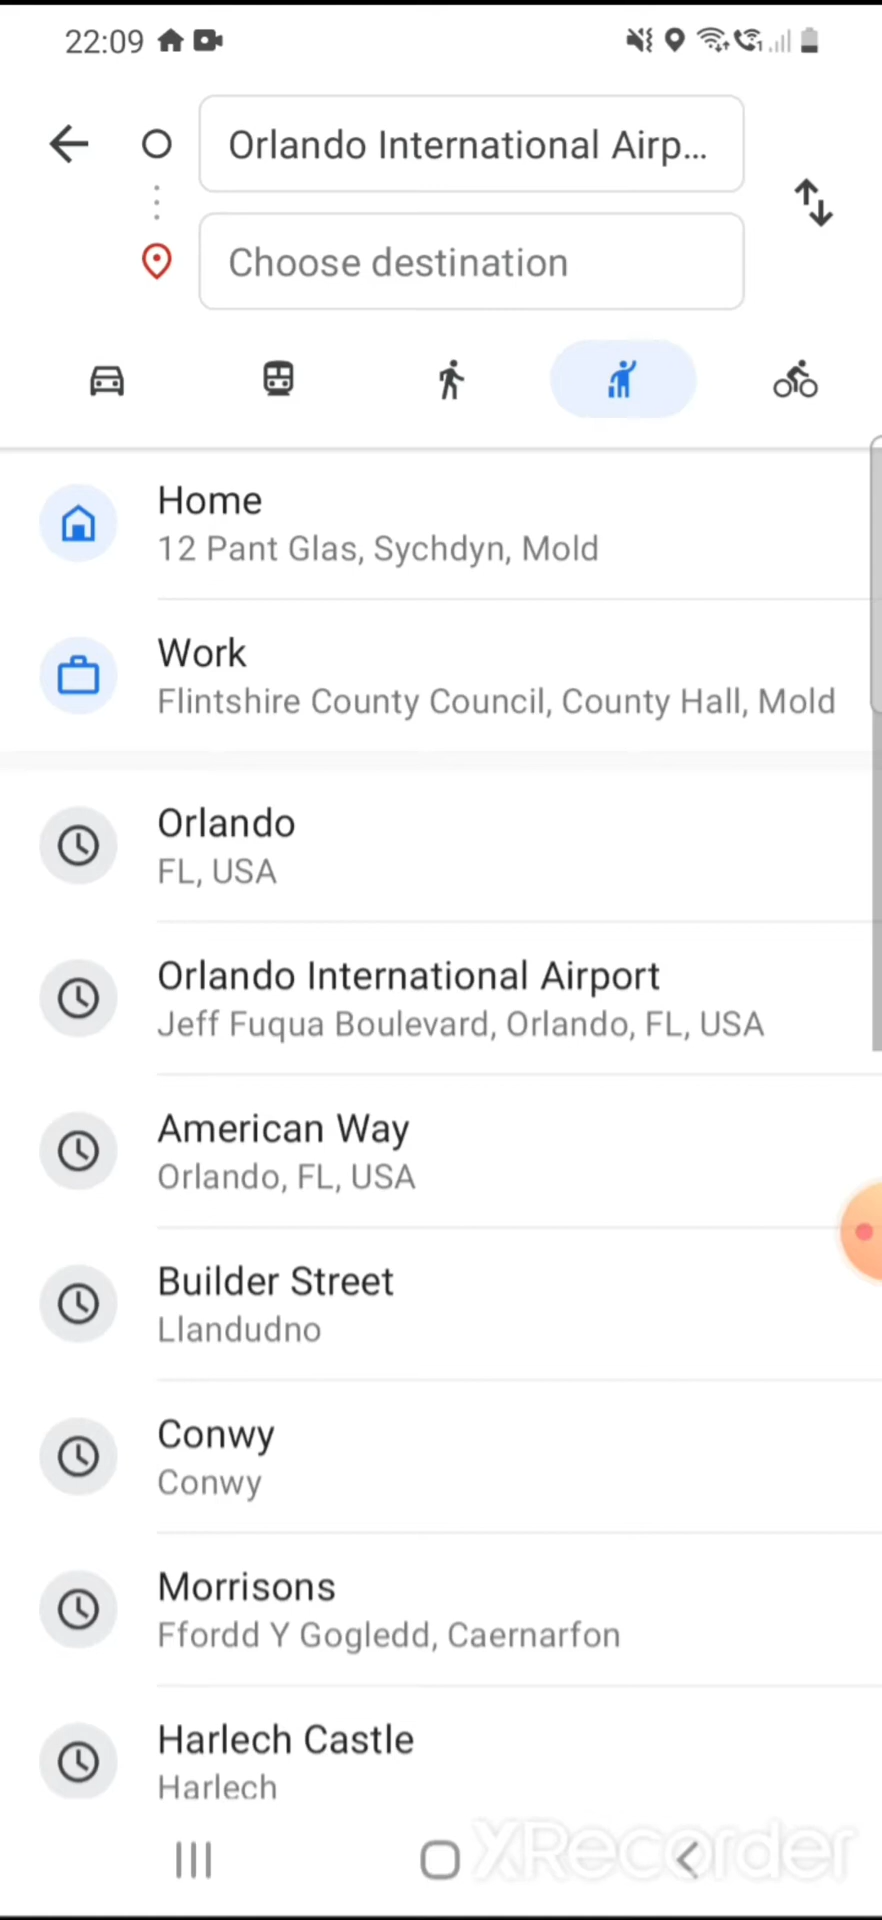 22:09
Orlando International Airp...
Choose destination
Home
12 Pant Glas, Sychdyn, Mold
Work
Flintshire County Council, County Hall, Mold
Orlando
FL, USA
Orlando International Airport
Jeff Fuqua Boulevard, Orlando, FL, USA
American Way
Orlando, FL, USA
Builder Street
Llandudno
Conwy
Conwy
Morrisons
Ffordd Y Gogledd, Caernarfon
Harlech Castle
Harlech
XRecorder